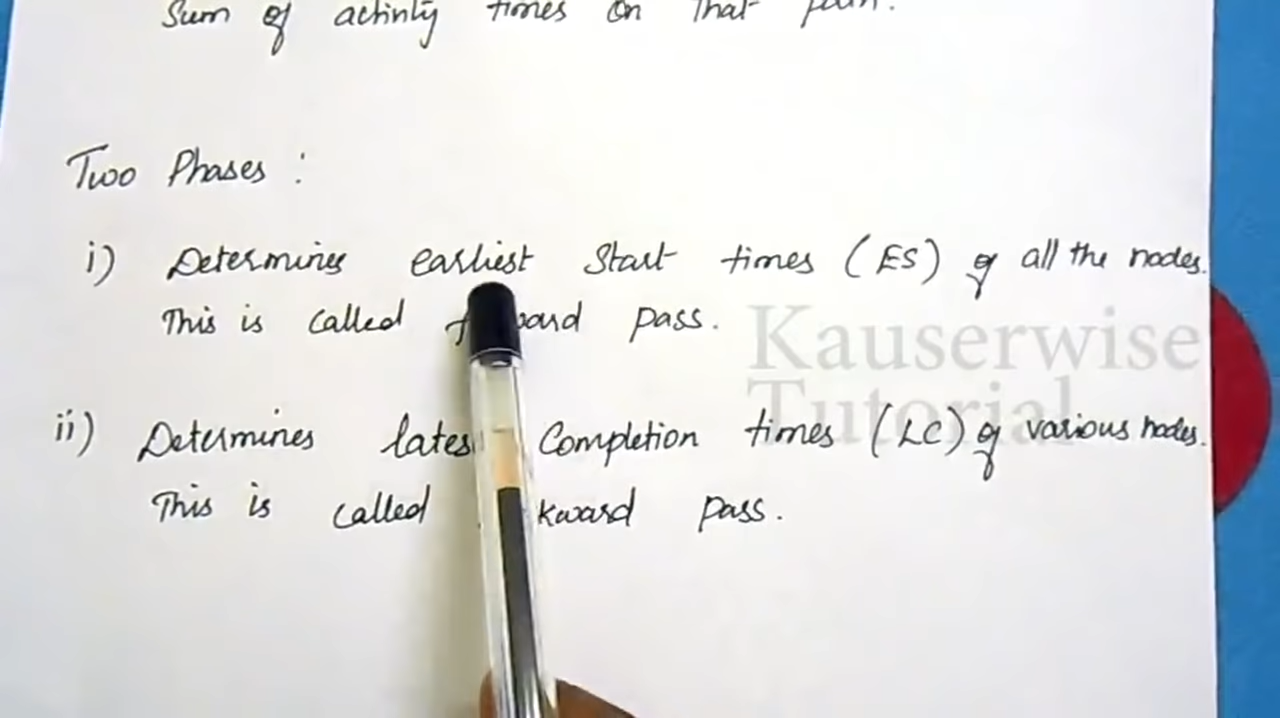 Sum of activity times on that path.
Two Phases :
i) Determines earliest Start times (ES) of all the nodes.
This is called pass.
Kauserwise
Tutorial
ii) Determines Completion times (LC) of various nodes.
This is called pass.